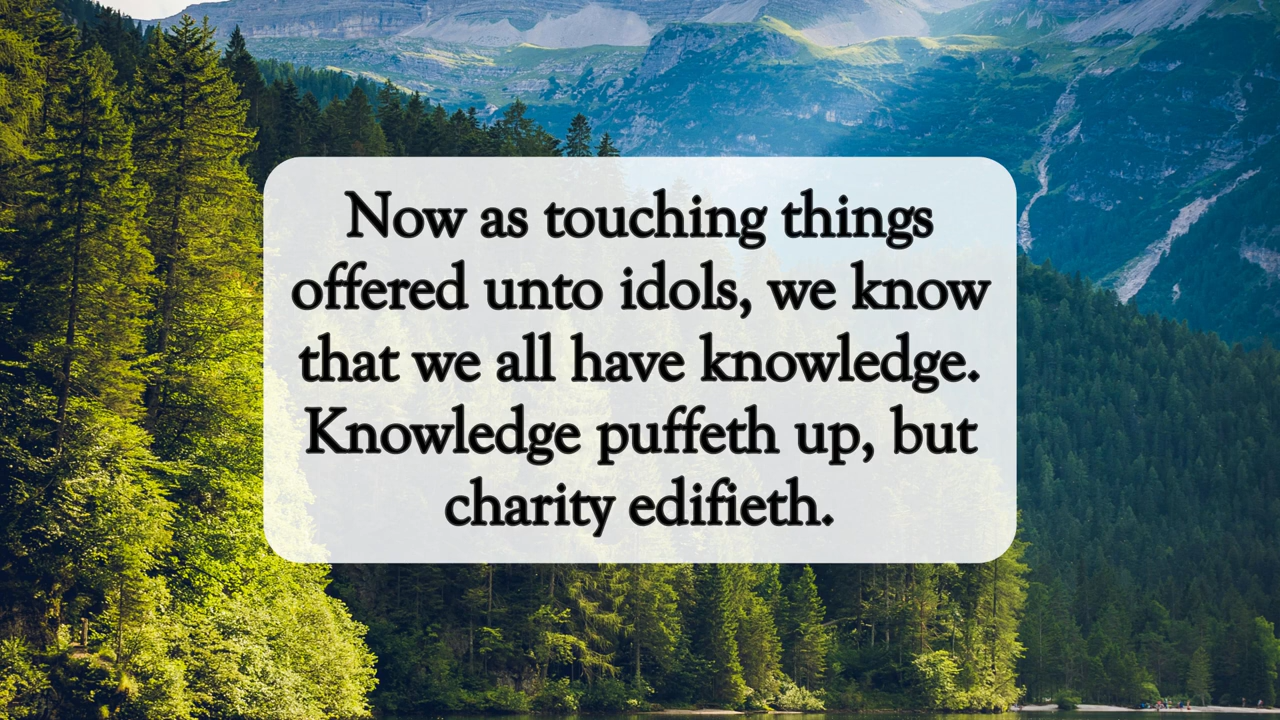 Now as touching things
offered unto idols, we know
that we all have knowledge.
Knowledge puffeth up, but
charity edifieth.